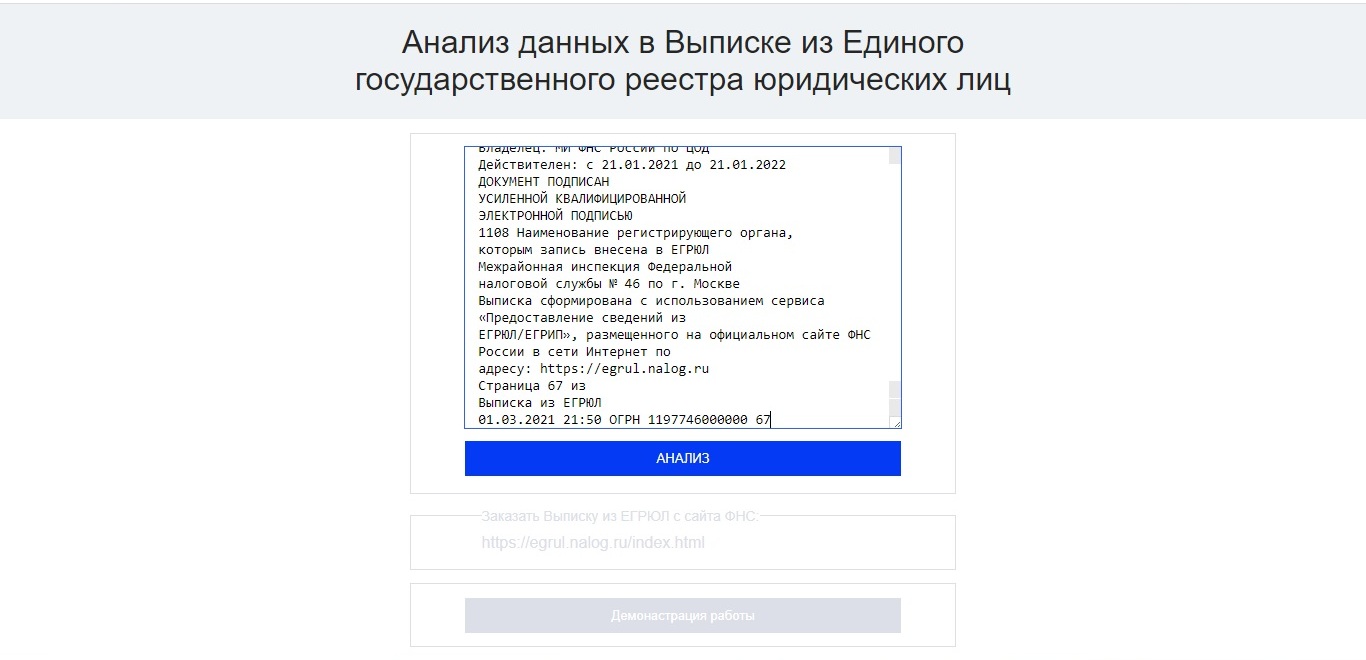 Анализ данных в Выписке из Единого
государственного реестра юридических лиц
Владелец: МИ ФНС России по ЦОД
Действителен: с 21.01.2021 до 21.01.2022
ДОКУМЕНТ ПОДПИСАН
УСИЛЕННОЙ КВАЛИФИЦИРОВАННОЙ
ЭЛЕКТРОННОЙ ПОДПИСЬЮ
1108 Наименование регистрирующего органа,
которым запись внесена в ЕГРЮЛ
Межрайонная инспекция Федеральной
налоговой службы № 46 по г. Москве
Выписка сформирована с использованием сервиса
«Предоставление сведений из
ЕГРЮЛ/ЕГРИП», размещенного на официальном сайте ФНС
России в сети Интернет по
адресу: https://egrul.nalog.ru
Страница 67 из
Выписка из ЕГРЮЛ
01.03.2021 21:50 ОГРН 1197746000000 67
АНАЛИЗ
Заказать Выписку из ЕГРЮЛ с сайта ФНС:
https://egrul.nalog.ru/index.html
Демонастрация работы